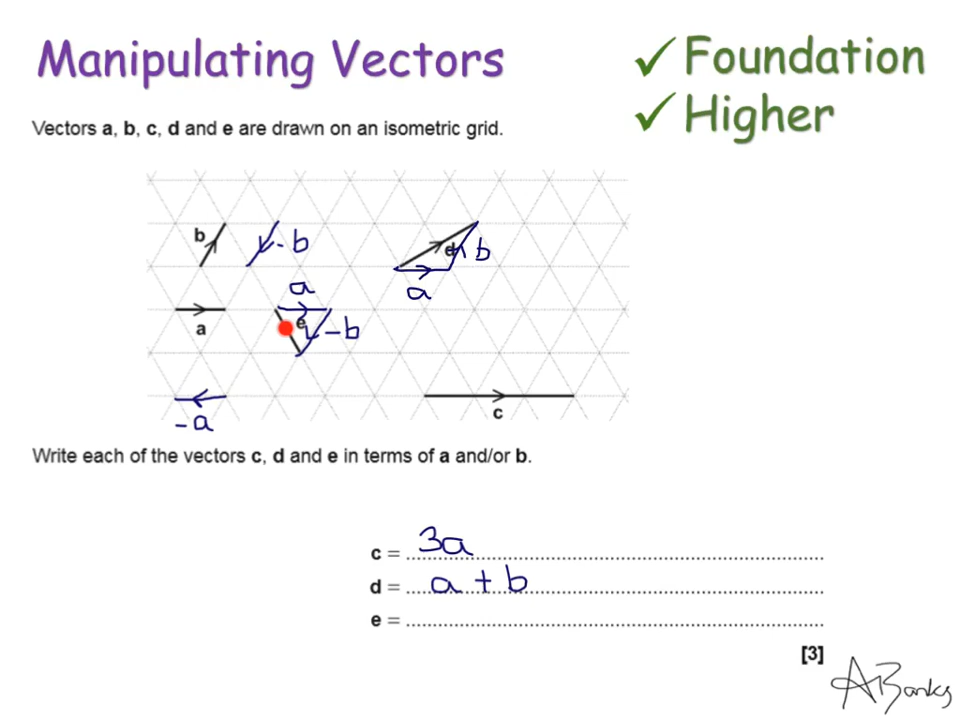 Manipulating Vectors
✓ Foundation
✓ Higher
Vectors a, b, c, d and e are drawn on an isometric grid.
b
-b
d
b
a
a
a
e
-b
-a
c
Write each of the vectors c, d and e in terms of a and/or b.
c = 3a
d = a + b
e =
[3]
ABanks